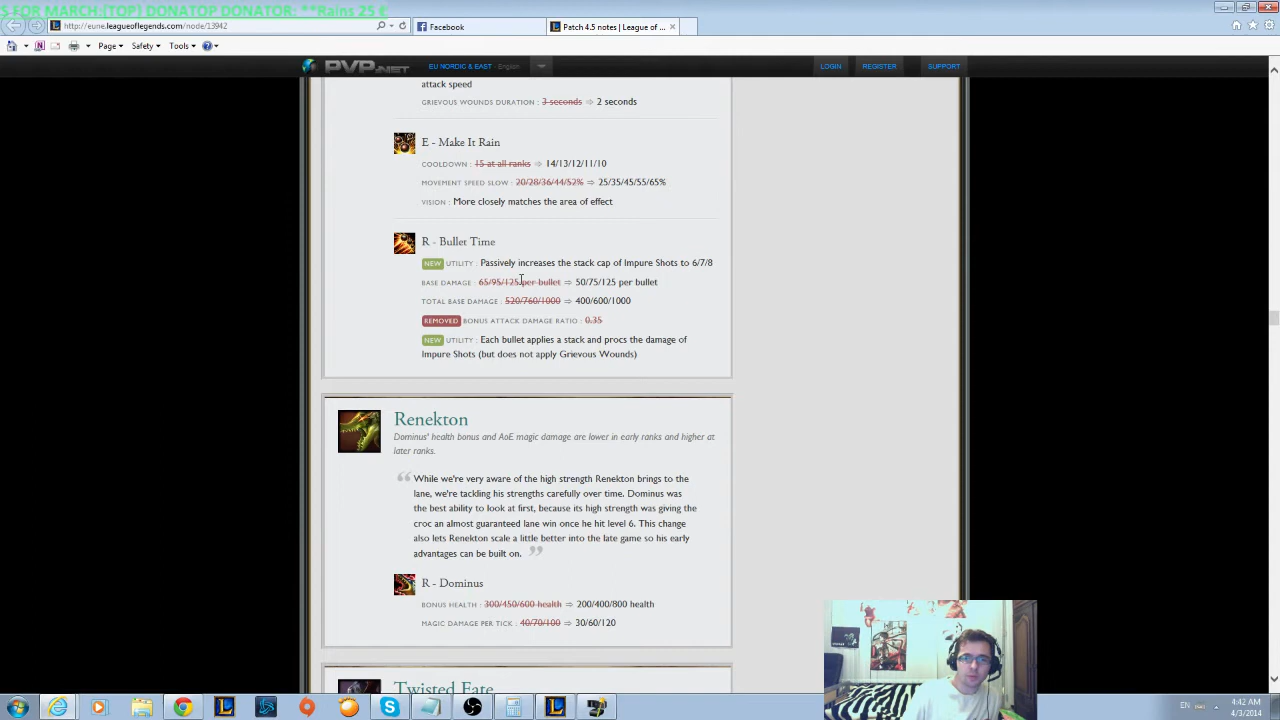 S FOR MARCH:(TOP) DONATOP DONATOR: **Rains 25 €
http://eune.leagueoflegends.com/node/13942
Facebook
Patch 4.5 notes | League of ...
Page
Safety
Tools
PVP.NET
EU NORDIC & EAST - English
LOGIN
REGISTER
SUPPORT
attack speed
GRIEVOUS WOUNDS DURATION : 3 seconds ⇒ 2 seconds
E - Make It Rain
COOLDOWN : 15 at all ranks ⇒ 14/13/12/11/10
MOVEMENT SPEED SLOW : 20/28/36/44/52% ⇒ 25/35/45/55/65%
VISION : More closely matches the area of effect
R - Bullet Time
NEW UTILITY : Passively increases the stack cap of Impure Shots to 6/7/8
BASE DAMAGE : 65/95/125 per bullet ⇒ 50/75/125 per bullet
TOTAL BASE DAMAGE : 520/760/1000 ⇒ 400/600/1000
REMOVED BONUS ATTACK DAMAGE RATIO : 0.35
NEW UTILITY : Each bullet applies a stack and procs the damage of
Impure Shots (but does not apply Grievous Wounds)
Renekton
Dominus' health bonus and AoE magic damage are lower in early ranks and higher at
later ranks.
While we're very aware of the high strength Renekton brings to the
lane, we're tackling his strengths carefully over time. Dominus was
the best ability to look at first, because its high strength was giving the
croc an almost guaranteed lane win once he hit level 6. This change
also lets Renekton scale a little better into the late game so his early
advantages can be built on.
R - Dominus
BONUS HEALTH : 300/450/600 health ⇒ 200/400/800 health
MAGIC DAMAGE PER TICK : 40/70/100 ⇒ 30/60/120
Twisted Fate
EN
4:42 AM
4/3/2014